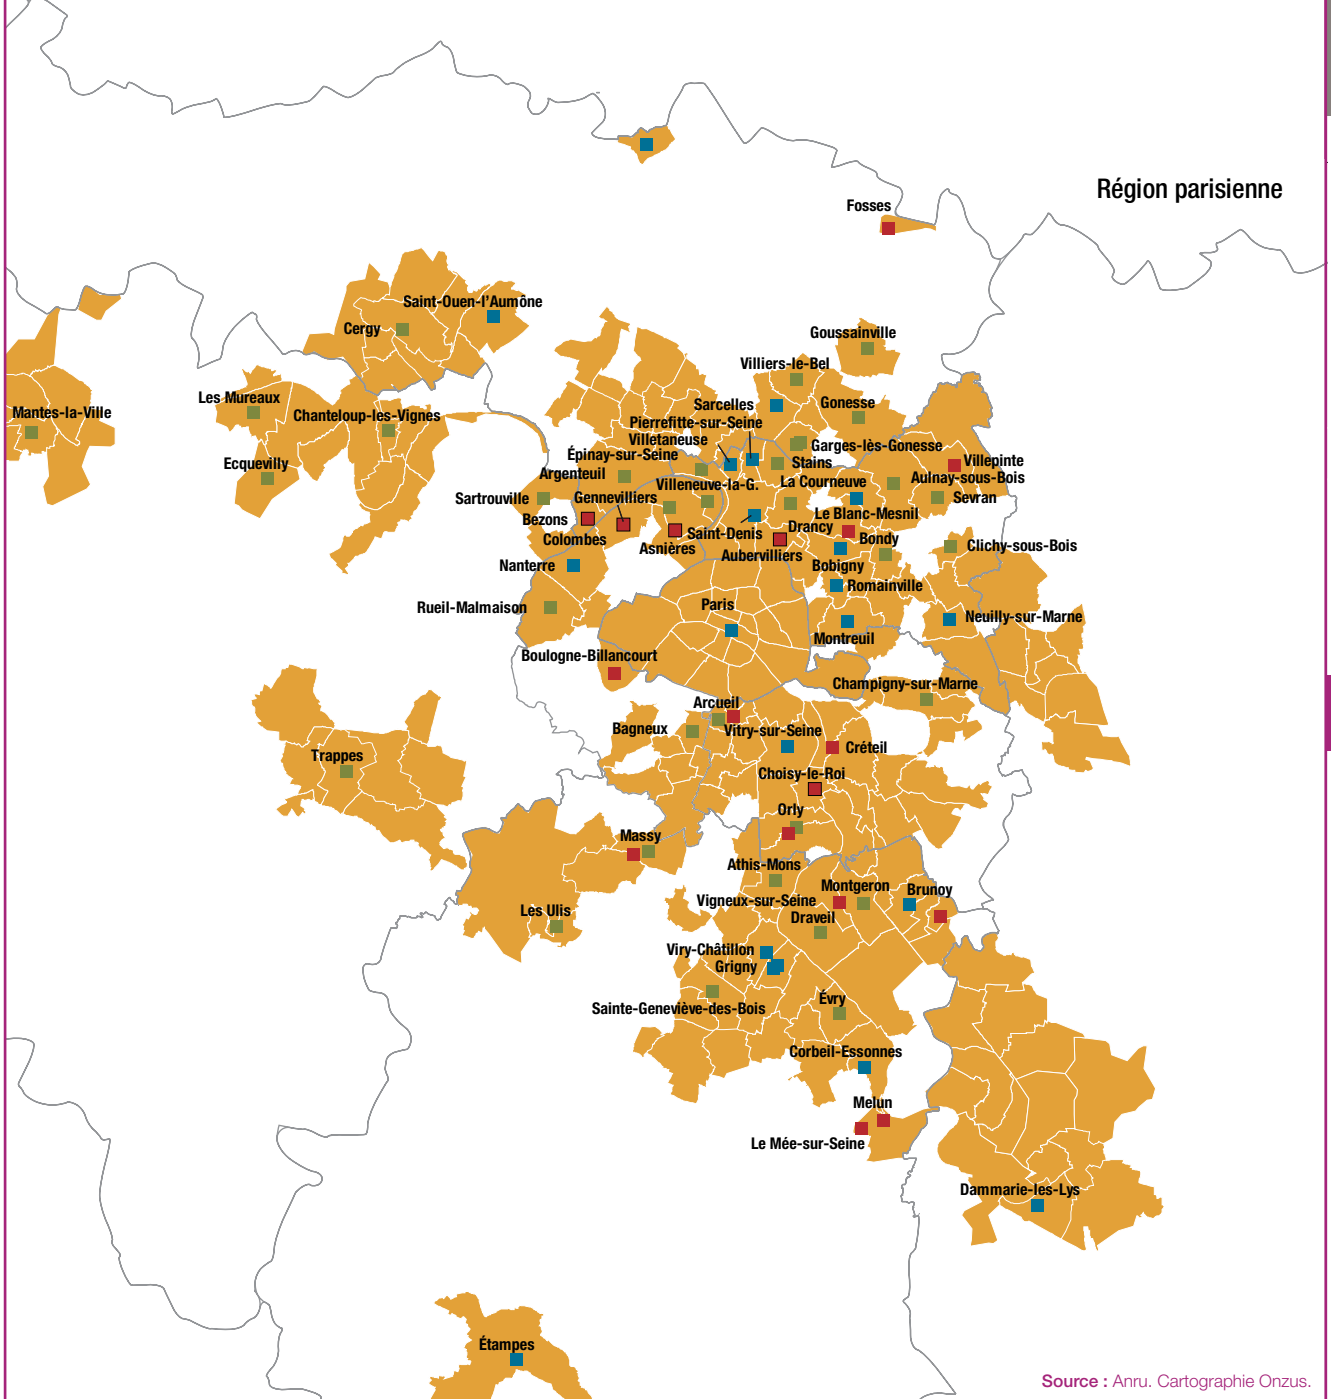 Région parisienne
Fosses
Saint-Ouen-l'Aumône
Cergy
Goussainville
Villiers-le-Bel
Les Mureaux
Sarcelles
Gonesse
Mantes-la-Ville
Chanteloup-les-Vignes
Pierrefitte-sur-Seine
Villetaneuse
Garges-lès-Gonesse
Épinay-sur-Seine
Ecquevilly
Stains
Villepinte
Argenteuil
Aulnay-sous-Bois
Villeneuve-la-G.
La Courneuve
Sartrouville
Gennevilliers
Sevran
Le Blanc-Mesnil
Bezons
Drancy
Saint-Denis
Colombes
Bondy
Asnières
Clichy-sous-Bois
Aubervilliers
Nanterre
Bobigny
Romainville
Rueil-Malmaison
Paris
Neuilly-sur-Marne
Montreuil
Boulogne-Billancourt
Champigny-sur-Marne
Arcueil
Bagneux
Vitry-sur-Seine
Créteil
Trappes
Choisy-le-Roi
Orly
Massy
Athis-Mons
Montgeron
Brunoy
Vigneux-sur-Seine
Les Ulis
Draveil
Viry-Châtillon
Grigny
Évry
Sainte-Geneviève-des-Bois
Corbeil-Essonnes
Melun
Le Mée-sur-Seine
Dammarie-les-Lys
Étampes
Source : Anru. Cartographie Onzus.